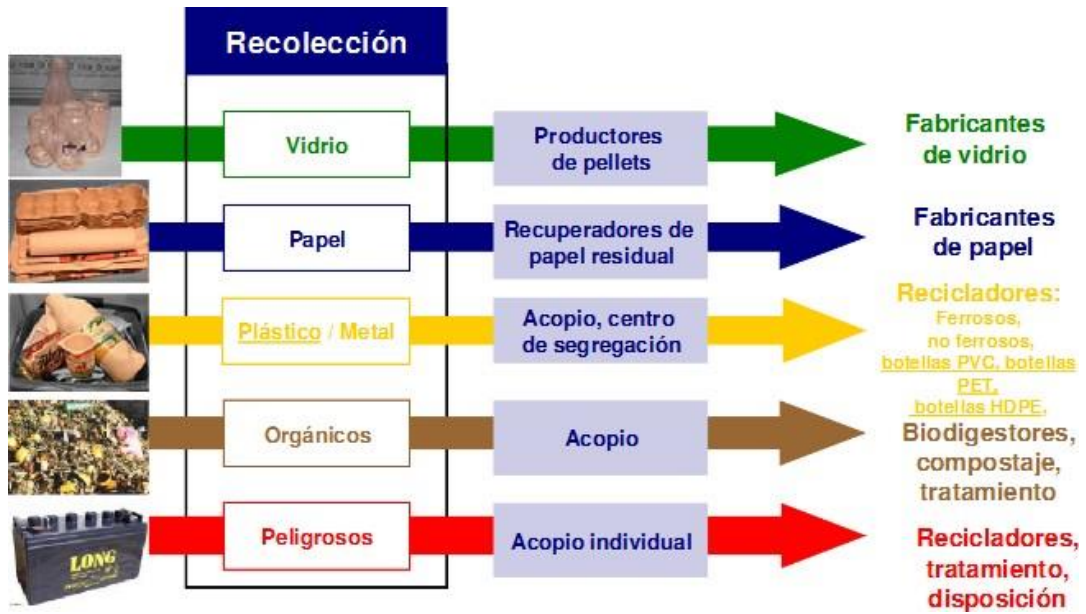 Recolección
Vidrio
Productores
de pellets
Fabricantes
de vidrio
Papel
Recuperadores de
papel residual
Fabricantes
de papel
Plástico / Metal
Acopio, centro
de segregación
Recicladores:
Ferrosos,
no ferrosos,
botellas PVC, botellas
PET,
botellas HDPE,
Orgánicos
Acopio
Biodigestores,
compostaje,
tratamiento
LONG
Peligrosos
Acopio individual
Recicladores,
tratamiento,
disposición